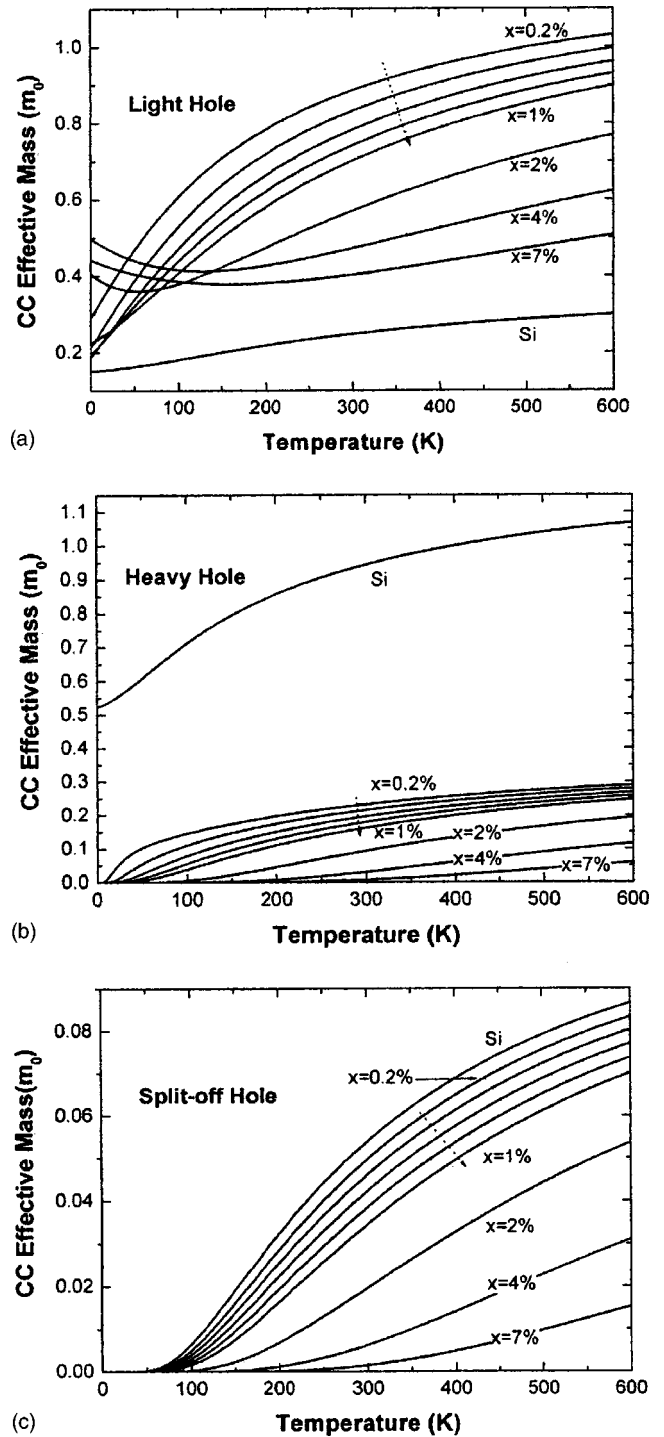 CC Effective Mass (m0)
1.0
0.8
0.6
0.4
0.2
Light Hole
x=0.2%
x=1%
x=2%
x=4%
x=7%
Si
0 100 200 300 400 500 600
Temperature (K)
(a)
CC Effective Mass (m0)
1.1
1.0
0.9
0.8
0.7
0.6
0.5
0.4
0.3
0.2
0.1
0.0
Heavy Hole
Si
x=0.2%
x=1%
x=2%
x=4%
x=7%
0 100 200 300 400 500 600
Temperature (K)
(b)
CC Effective Mass(m0)
0.08
0.06
0.04
0.02
0.00
Split-off Hole
Si
x=0.2%
x=1%
x=2%
x=4%
x=7%
0 100 200 300 400 500 600
Temperature (K)
(c)